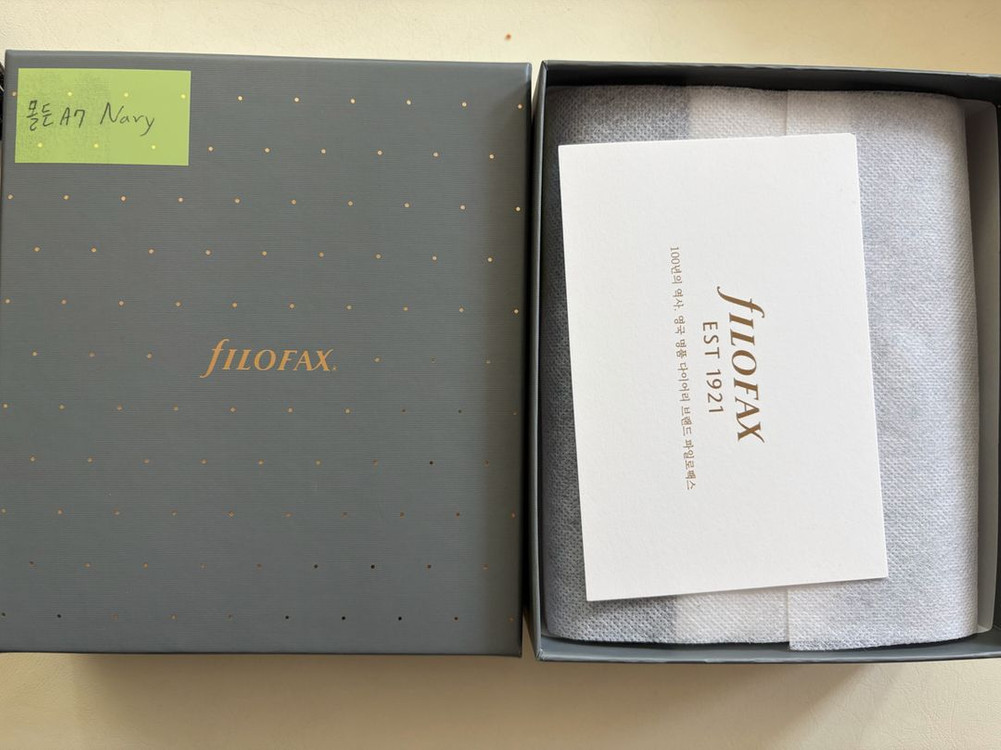 몰든 A7 Navy
fILOFAX
fILOFAX
EST 1921
100년의 역사, 영국 명품 다이어리 브랜드 파일로팩스